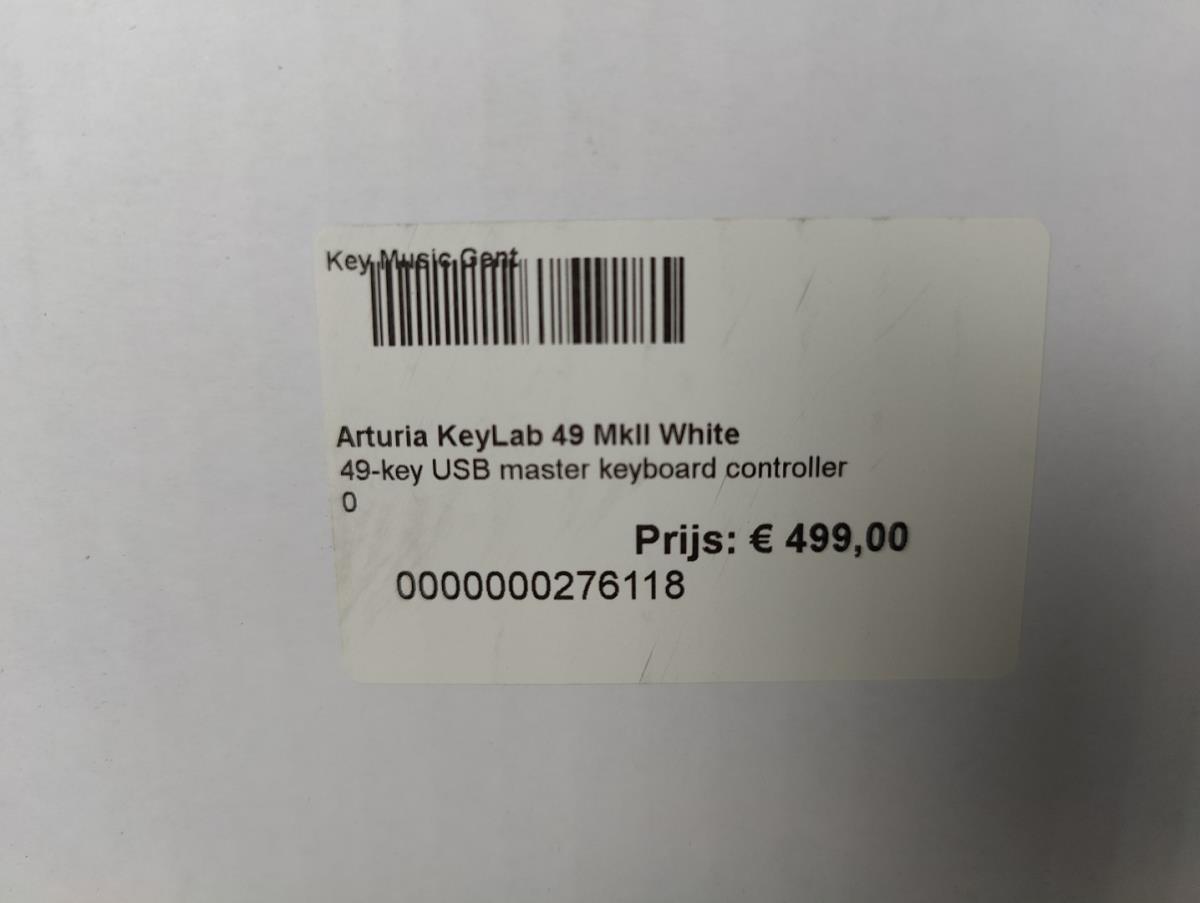 Key Music Gent
Arturia KeyLab 49 MkII White
49-key USB master keyboard controller
0
Prijs: € 499,00
0000000276118